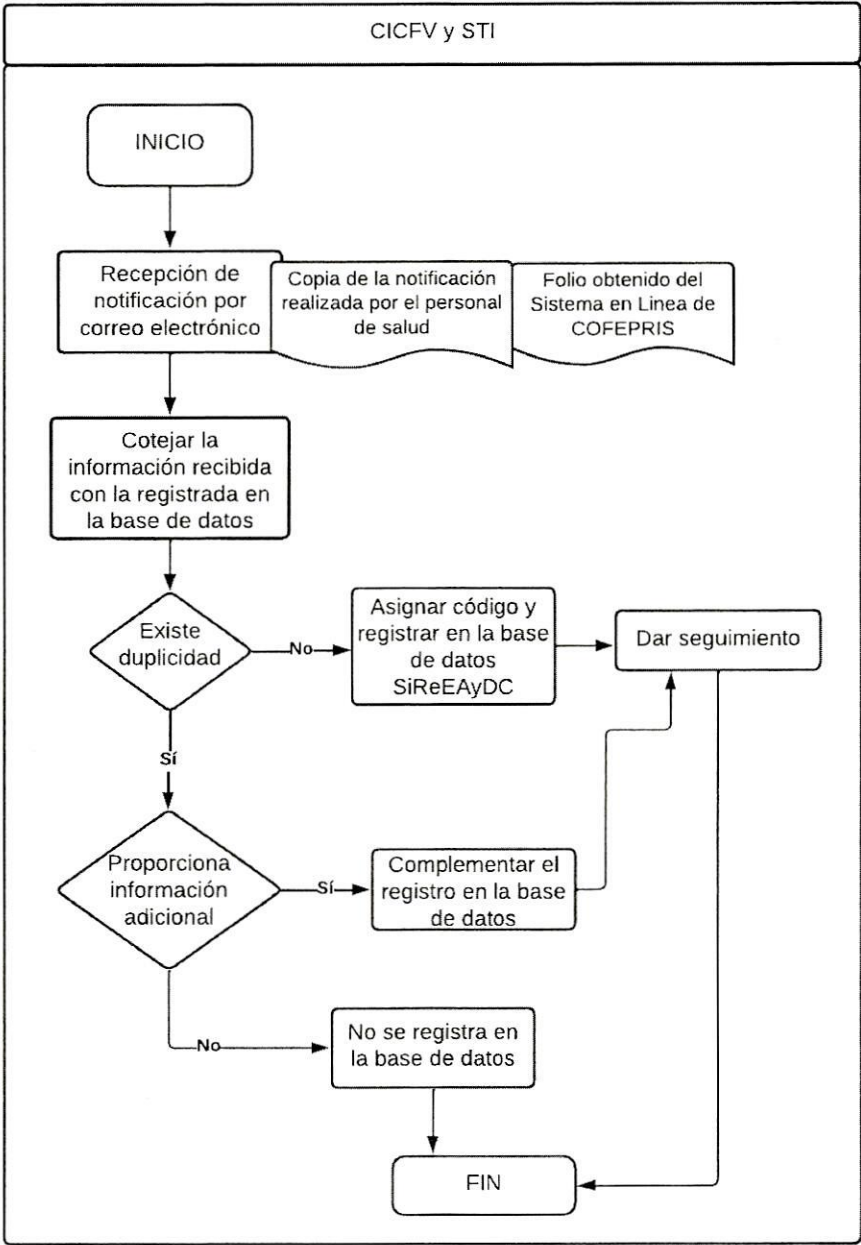 CICFV y STI
INICIO
Recepción de
notificación por
correo electrónico
Copia de la notificación
realizada por el personal
de salud
Folio obtenido del
Sistema en Linea de
COFEPRIS
Cotejar la
información recibida
con la registrada en
la base de datos
Existe
duplicidad
No
Asignar código y
registrar en la base
de datos
SiReEAyDC
Dar seguimiento
Sí
Proporciona
información
adicional
Sí
Complementar el
registro en la base
de datos
No
No se registra en
la base de datos
FIN